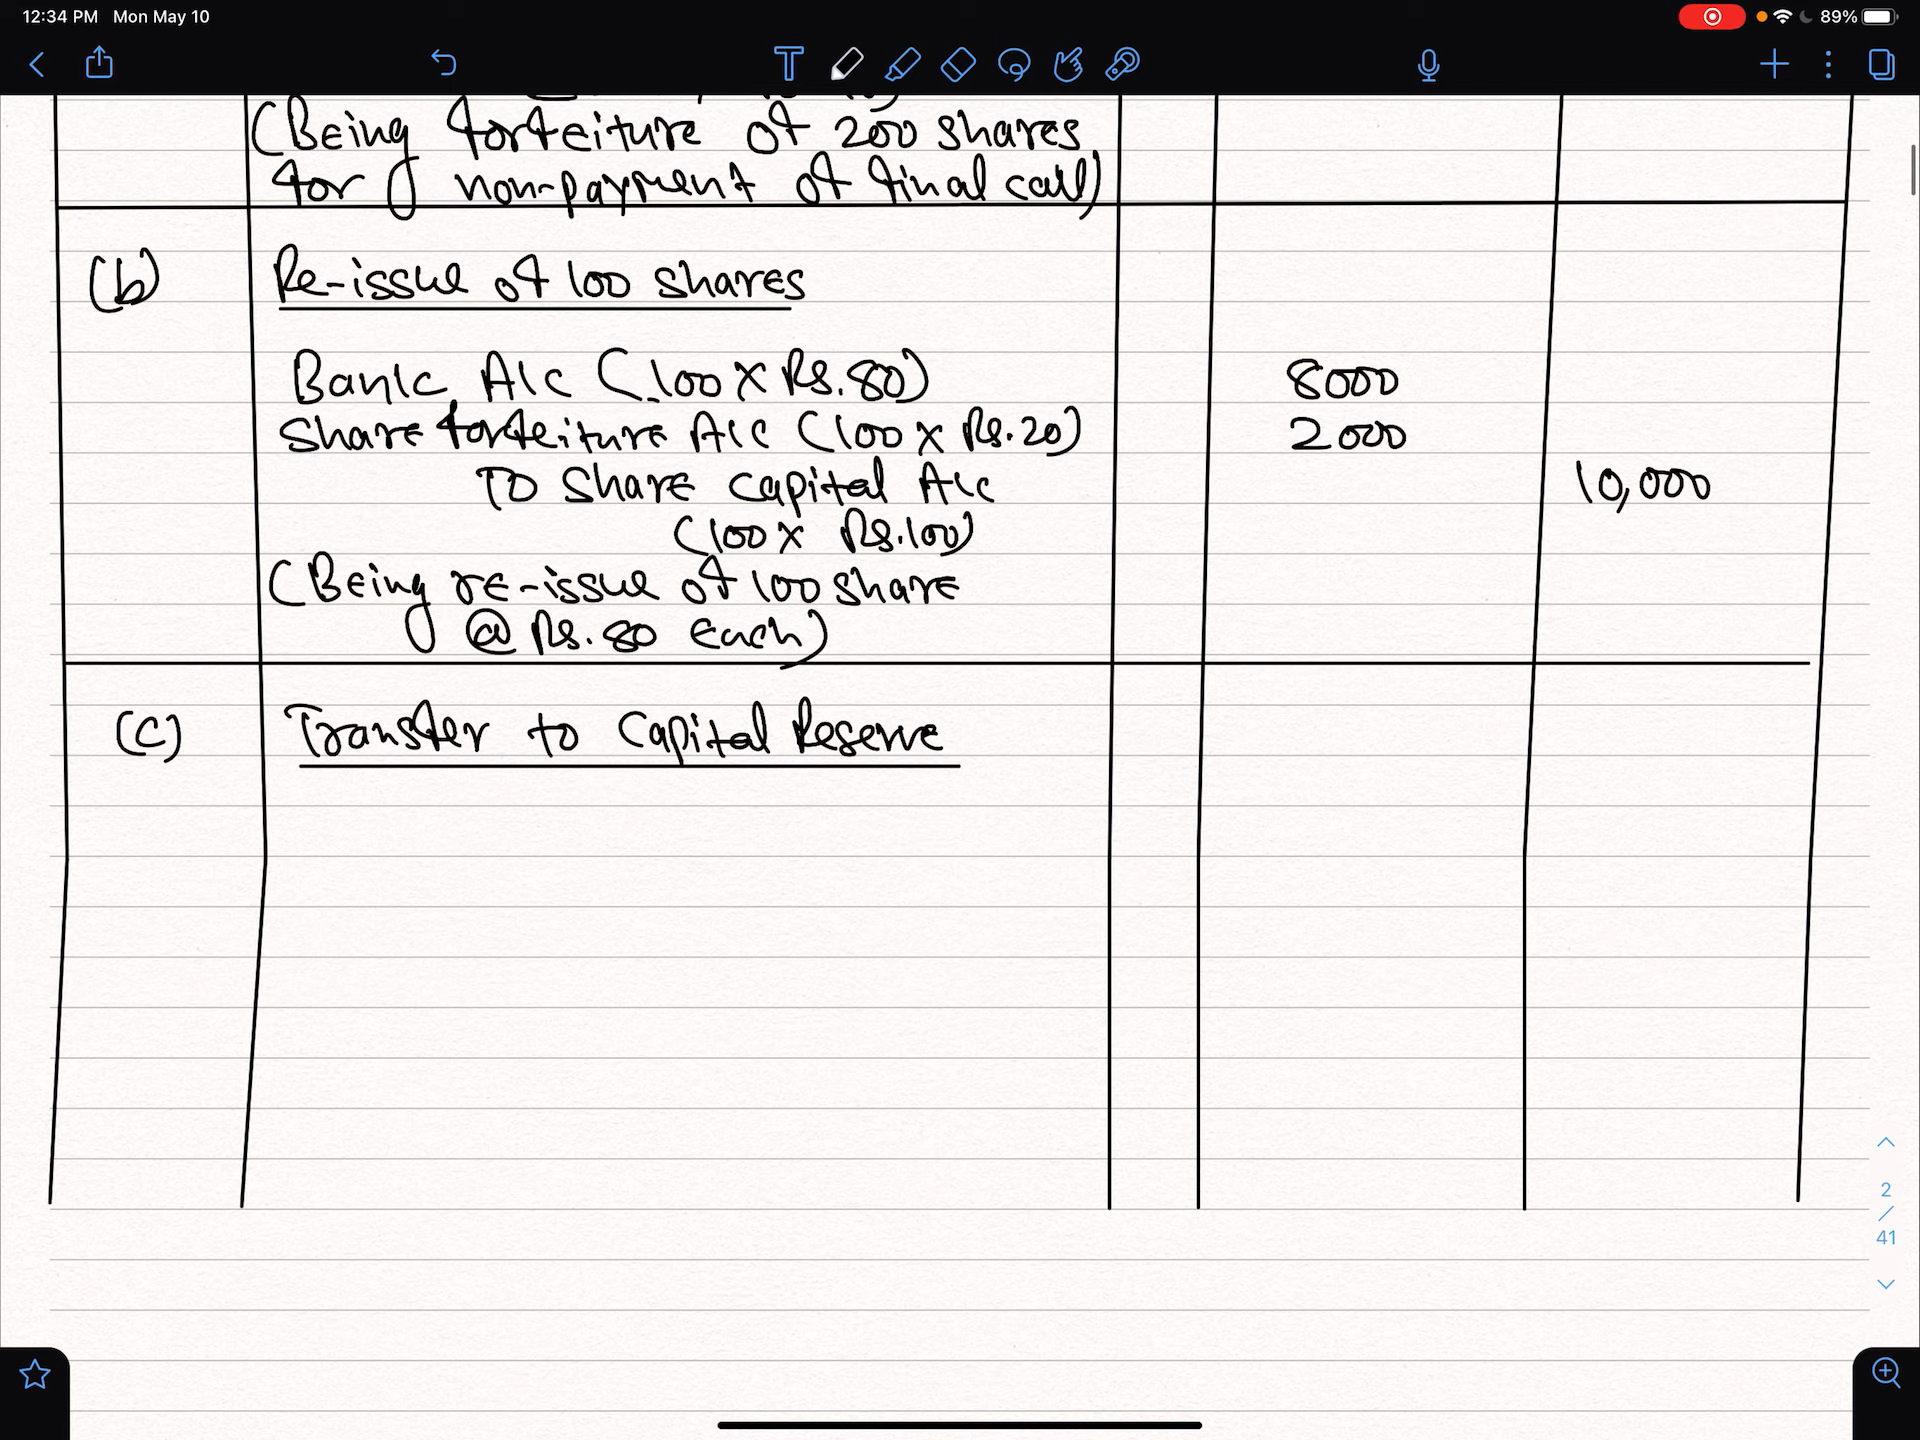 12:34 PM Mon May 10
89%
(Being forfeiture of 200 shares
for non-payment of final call)
(b) Re-issue of 100 shares
Bank A/c (100 x Rs.80) 8000
Share forfeiture A/c (100 x Rs.20) 2000
To share capital A/c 10,000
(100 x Rs.100)
(Being re-issue of 100 share
@ Rs. 80 Each)
(c) Transfer to Capital Reserve
2
/
41